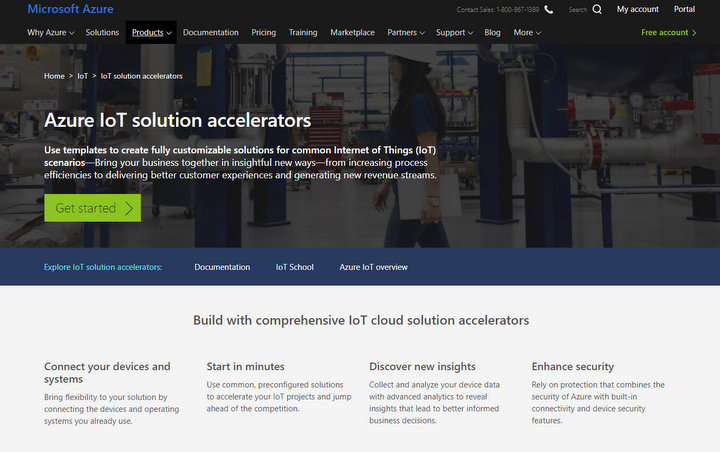 Microsoft Azure
Contact Sales: 1-800-867-1389
Search
My account
Portal
Why Azure
Solutions
Products
Documentation
Pricing
Training
Marketplace
Partners
Support
Blog
More
Free account
Home > IoT > IoT solution accelerators
Azure IoT solution accelerators
Use templates to create fully customizable solutions for common Internet of Things (IoT)
scenarios—Bring your business together in insightful new ways—from increasing process
efficiencies to delivering better customer experiences and generating new revenue streams.
Get started
Explore IoT solution accelerators:
Documentation
IoT School
Azure IoT overview
Build with comprehensive IoT cloud solution accelerators
Connect your devices and
systems
Bring flexibility to your solution by
connecting the devices and operating
systems you already use.
Start in minutes
Use common, preconfigured solutions
to accelerate your IoT projects and jump
ahead of the competition.
Discover new insights
Collect and analyze your device data
with advanced analytics to reveal
insights that lead to better informed
business decisions.
Enhance security
Rely on protection that combines the
security of Azure with built-in
connectivity and device security
features.